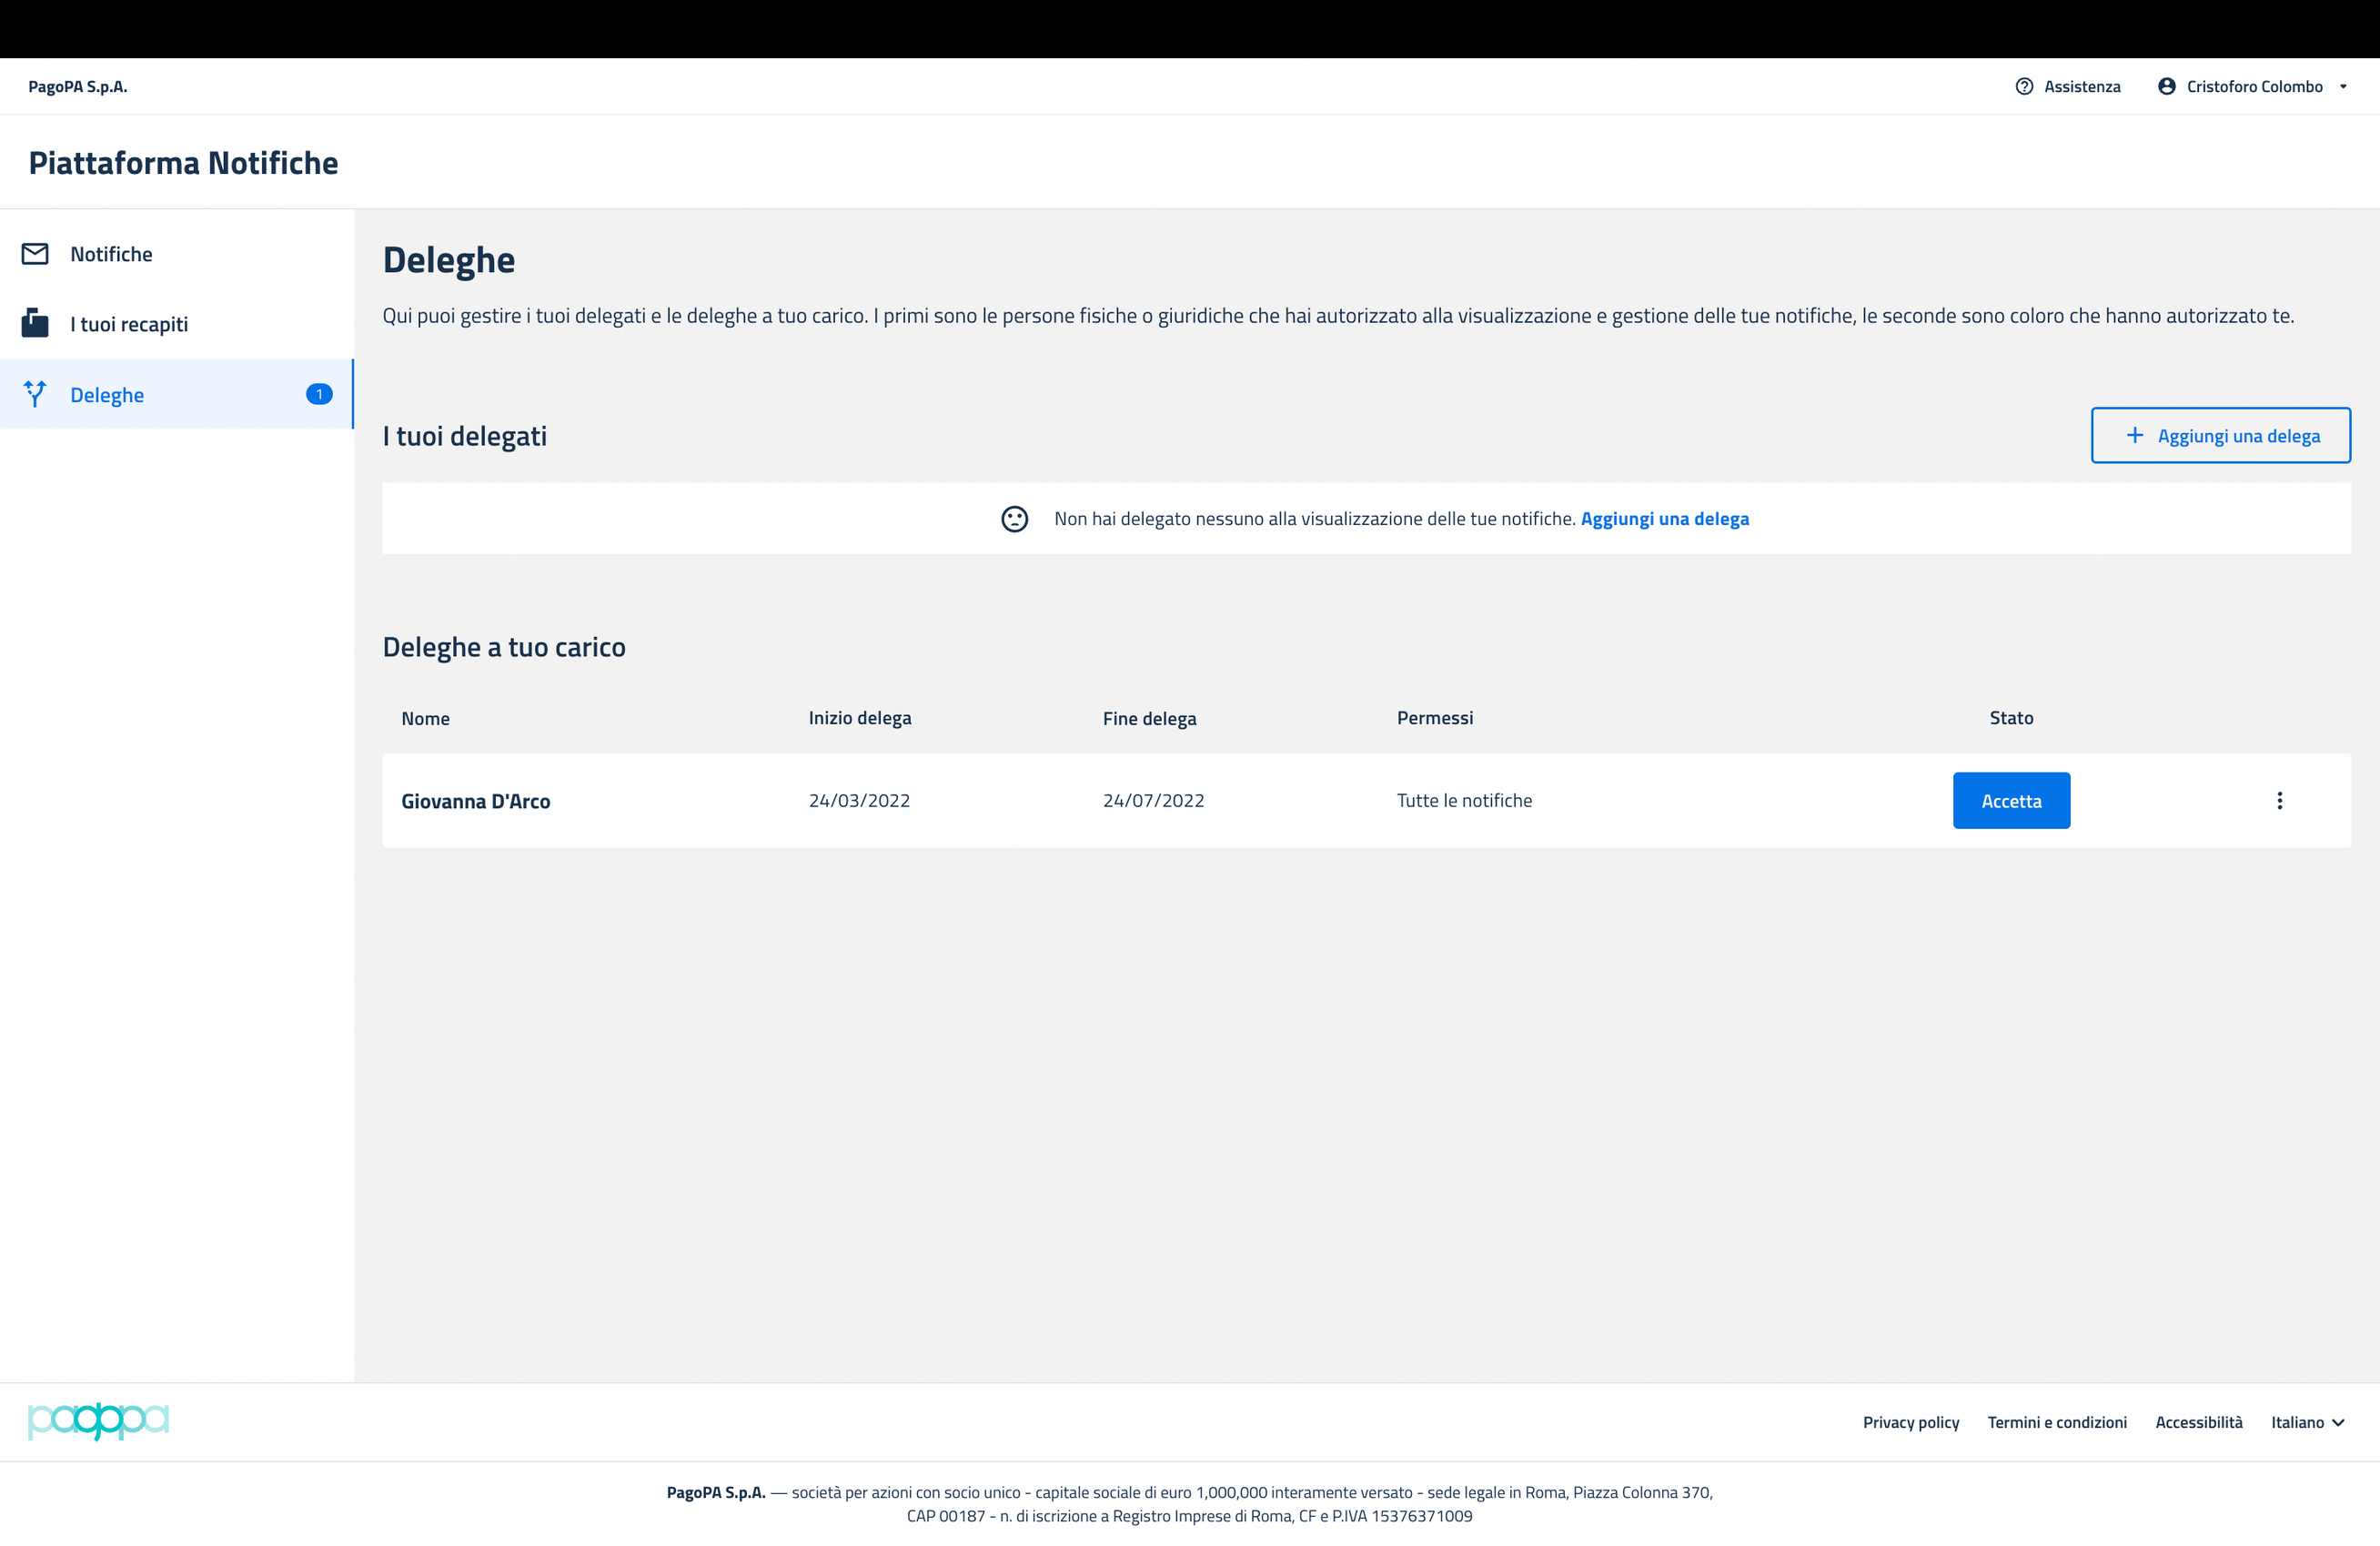 PagoPA S.p.A.
Assistenza
Cristoforo Colombo
Piattaforma Notifiche
Notifiche
I tuoi recapiti
Deleghe
1
Deleghe
Qui puoi gestire i tuoi delegati e le deleghe a tuo carico. I primi sono le persone fisiche o giuridiche che hai autorizzato alla visualizzazione e gestione delle tue notifiche, le seconde sono coloro che hanno autorizzato te.
I tuoi delegati
Aggiungi una delega
Non hai delegato nessuno alla visualizzazione delle tue notifiche. Aggiungi una delega
Deleghe a tuo carico
Nome
Inizio delega
Fine delega
Permessi
Stato
Giovanna D'Arco
24/03/2022
24/07/2022
Tutte le notifiche
Accetta
pagopa
Privacy policy
Termini e condizioni
Accessibilità
Italiano
PagoPA S.p.A. — società per azioni con socio unico - capitale sociale di euro 1,000,000 interamente versato - sede legale in Roma, Piazza Colonna 370,
CAP 00187 - n. di iscrizione a Registro Imprese di Roma, CF e P.IVA 15376371009